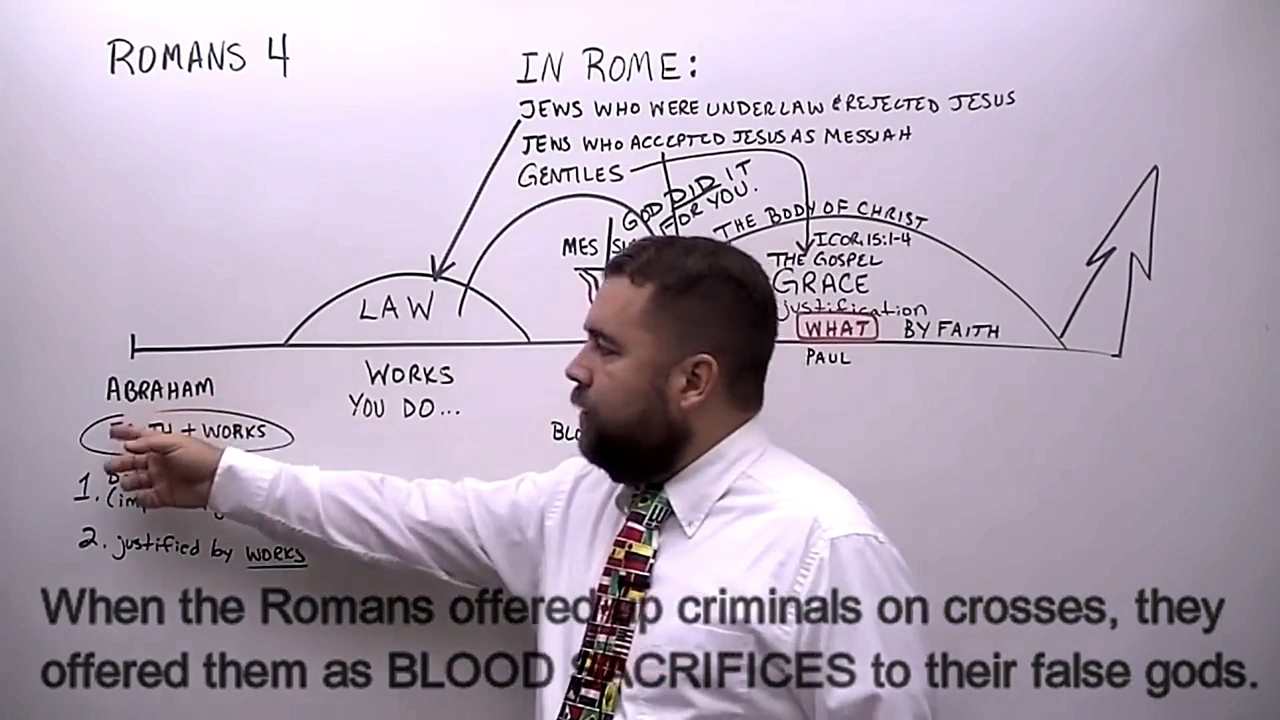 ROMANS 4
IN ROME:
JEWS WHO WERE UNDER LAW & REJECTED JESUS
JEWS WHO ACCEPTED JESUS AS MESSIAH
GENTILES
GOD DID IT
FOR YOU.
THE BODY OF CHRIST
MES
I COR. 15:1-4
THE GOSPEL
GRACE
justification
LAW
WHAT BY FAITH
PAUL
ABRAHAM
WORKS
YOU DO...
+ WORKS
1.
2. justified by WORKS
When the Romans offered up criminals on crosses, they
offered them as BLOOD SACRIFICES to their false gods.